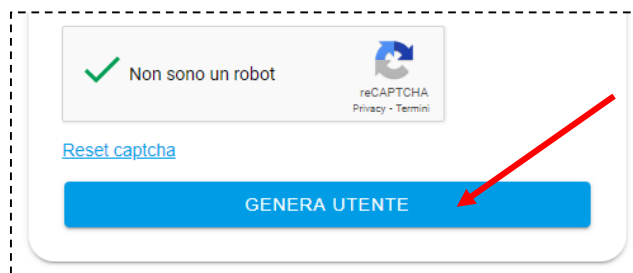 Non sono un robot
reCAPTCHA
Privacy - Termini
Reset captcha
GENERA UTENTE